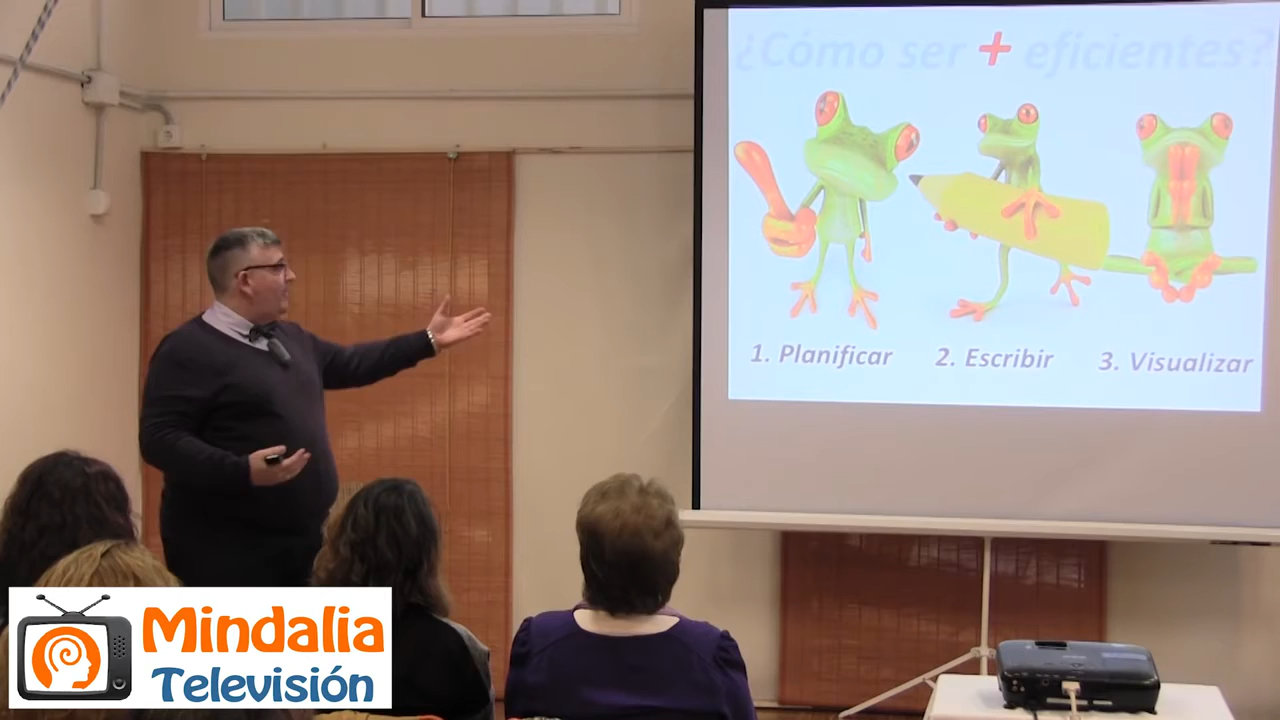 ¿Cómo ser + eficientes?
1. Planificar
2. Escribir
3. Visualizar
Mindalia
Televisión